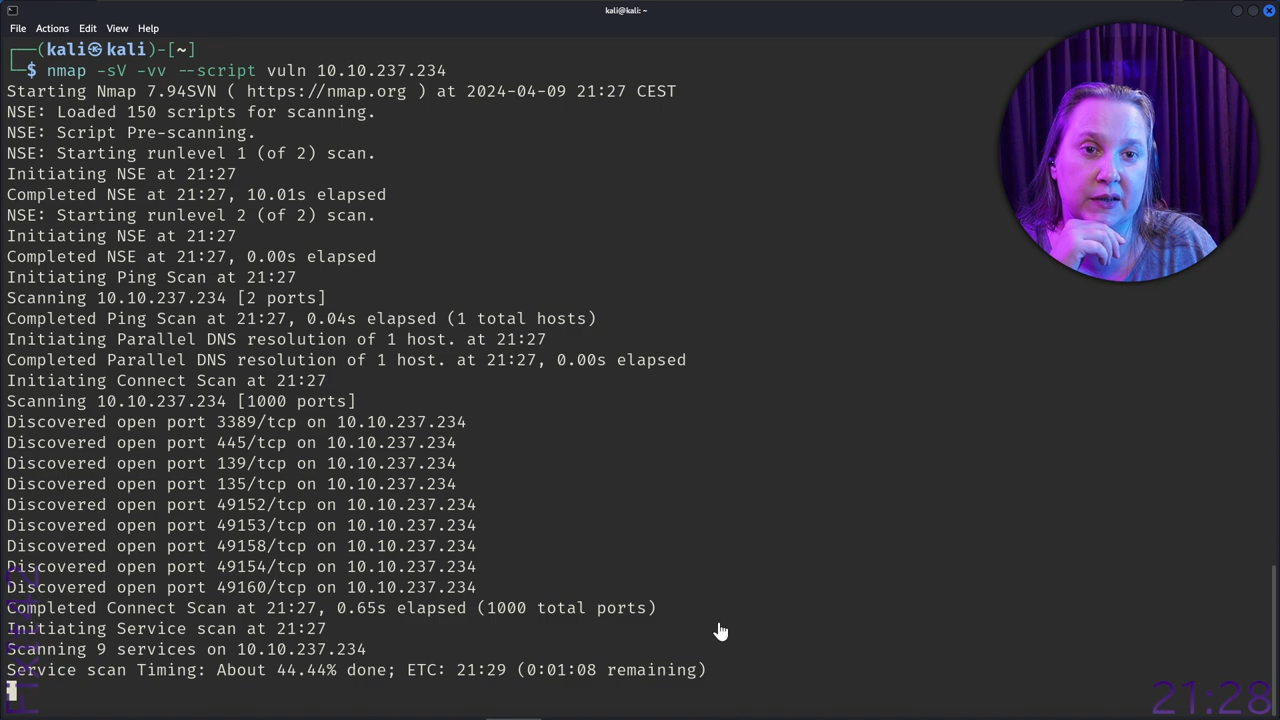 kali@kali: ~
File Actions Edit View Help
┌──(kali㉿kali)-[~]
└─$ nmap -sV -vv --script vuln 10.10.237.234
Starting Nmap 7.94SVN ( https://nmap.org ) at 2024-04-09 21:27 CEST
NSE: Loaded 150 scripts for scanning.
NSE: Script Pre-scanning.
NSE: Starting runlevel 1 (of 2) scan.
Initiating NSE at 21:27
Completed NSE at 21:27, 10.01s elapsed
NSE: Starting runlevel 2 (of 2) scan.
Initiating NSE at 21:27
Completed NSE at 21:27, 0.00s elapsed
Initiating Ping Scan at 21:27
Scanning 10.10.237.234 [2 ports]
Completed Ping Scan at 21:27, 0.04s elapsed (1 total hosts)
Initiating Parallel DNS resolution of 1 host. at 21:27
Completed Parallel DNS resolution of 1 host. at 21:27, 0.00s elapsed
Initiating Connect Scan at 21:27
Scanning 10.10.237.234 [1000 ports]
Discovered open port 3389/tcp on 10.10.237.234
Discovered open port 445/tcp on 10.10.237.234
Discovered open port 139/tcp on 10.10.237.234
Discovered open port 135/tcp on 10.10.237.234
Discovered open port 49152/tcp on 10.10.237.234
Discovered open port 49153/tcp on 10.10.237.234
Discovered open port 49158/tcp on 10.10.237.234
Discovered open port 49154/tcp on 10.10.237.234
Discovered open port 49160/tcp on 10.10.237.234
Completed Connect Scan at 21:27, 0.65s elapsed (1000 total ports)
Initiating Service scan at 21:27
Scanning 9 services on 10.10.237.234
Service scan Timing: About 44.44% done; ETC: 21:29 (0:01:08 remaining)
21:28